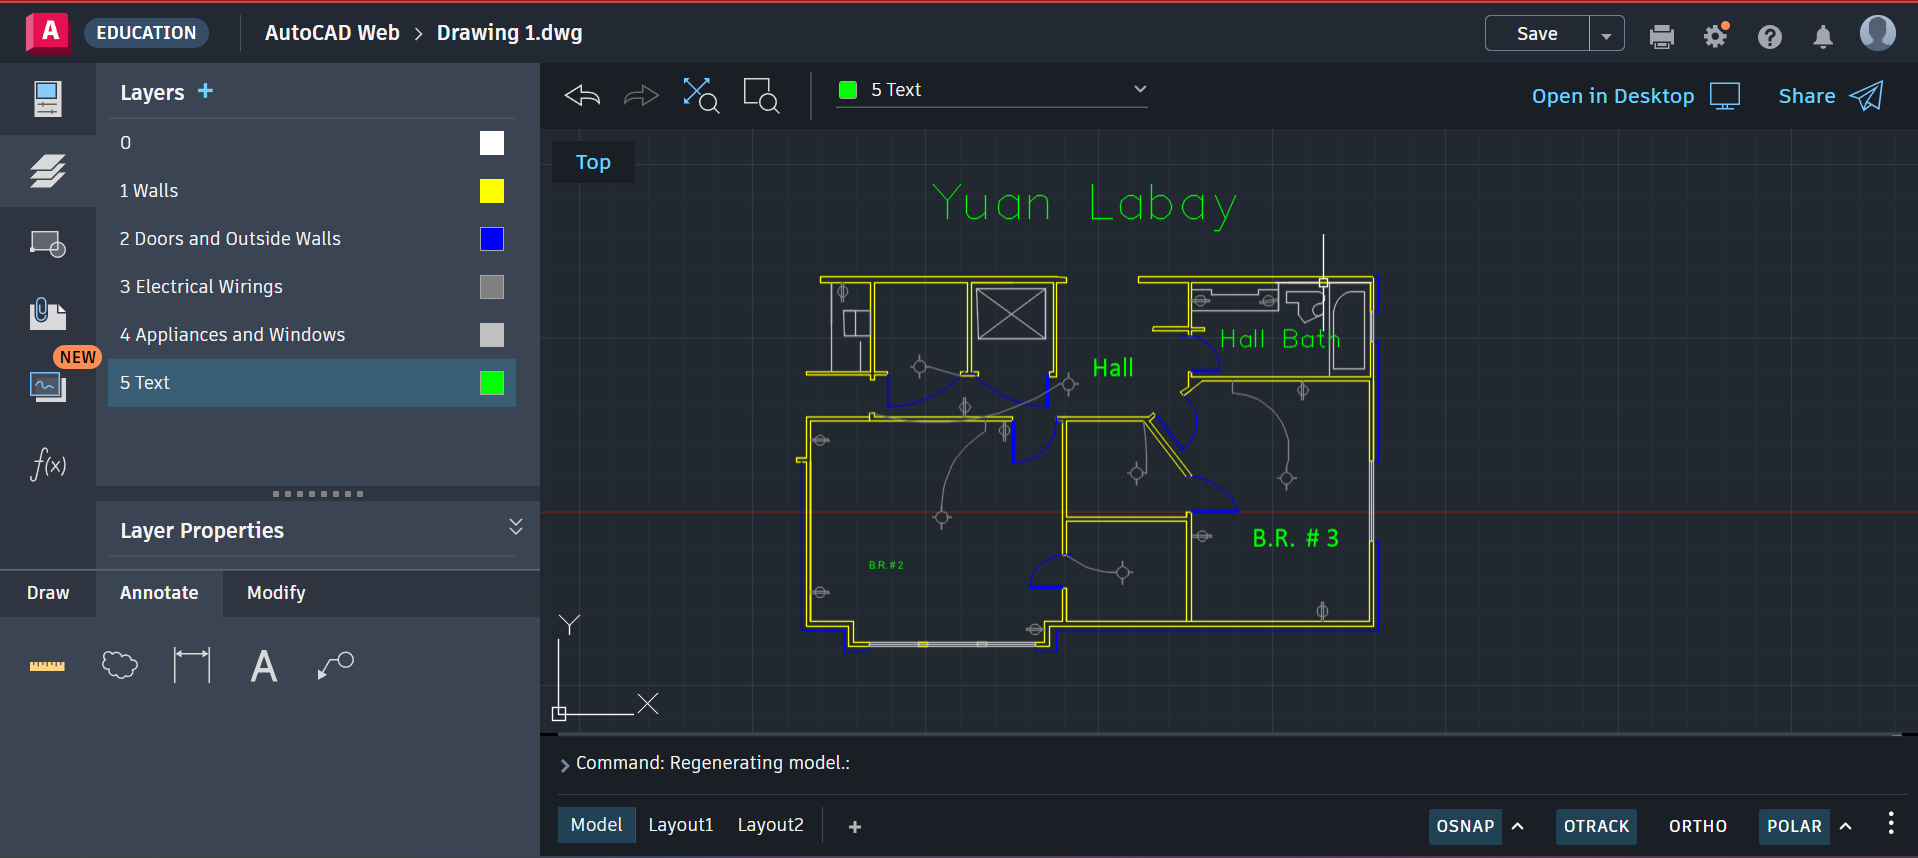 A EDUCATION AutoCAD Web > Drawing 1.dwg Save
Layers +
0
1 Walls
2 Doors and Outside Walls
3 Electrical Wirings
4 Appliances and Windows
NEW
5 Text
f(x)
Layer Properties
Draw Annotate Modify
A
5 Text
Open in Desktop Share
Top
Yuan Labay
Hall Bath
Hall
B.R. # 3
B.R. # 2
Y
X
Command: Regenerating model.:
Model Layout1 Layout2 +
OSNAP OTRACK ORTHO POLAR